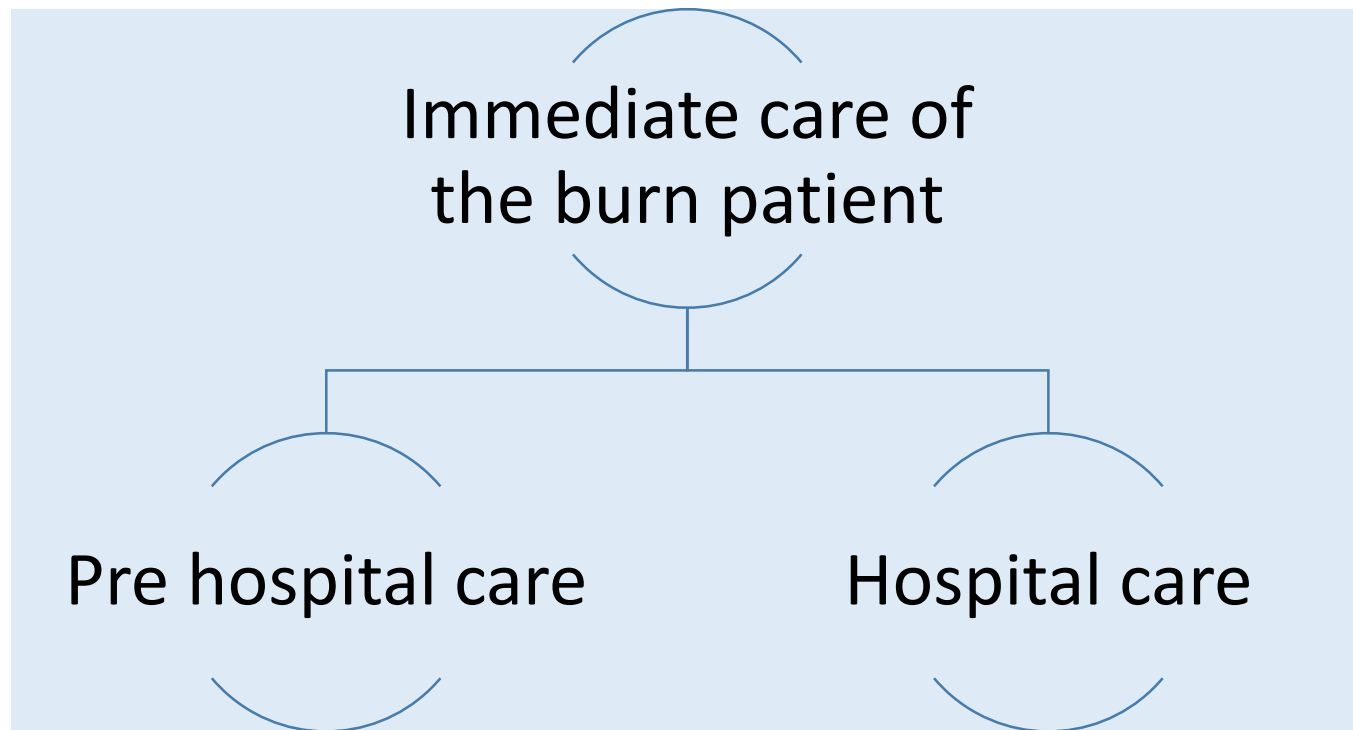 Immediate care of
the burn patient
Pre hospital care
Hospital care